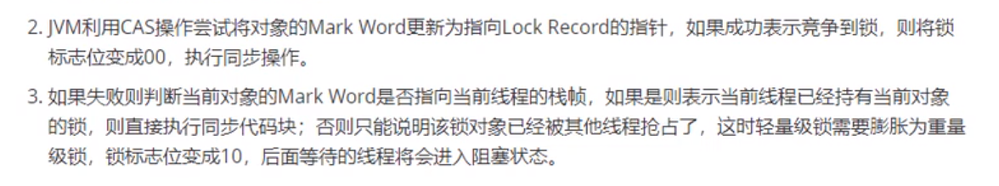 2. JVM利用CAS操作尝试将对象的Mark Word更新为指向Lock Record的指针，如果成功表示竞争到锁，则将锁
标志位变成00，执行同步操作。
3. 如果失败则判断当前对象的Mark Word是否指向当前线程的栈帧，如果是则表示当前线程已经持有当前对象
的锁，则直接执行同步代码块；否则只能说明该锁对象已经被其他线程抢占了，这时轻量级锁需要膨胀为重量
级锁，锁标志位变成10，后面等待的线程将会进入阻塞状态。